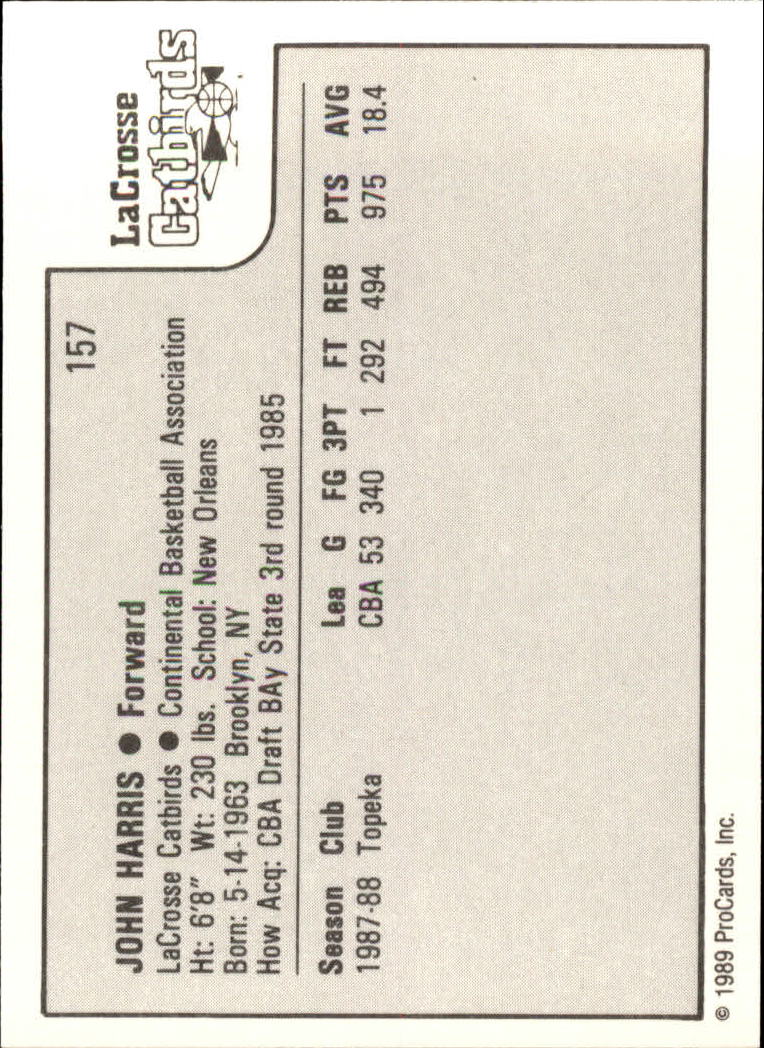 LaCrosse
Catbirds
157
JOHN HARRIS ● Forward
LaCrosse Catbirds ● Continental Basketball Association
Ht: 6'8" Wt: 230 lbs. School: New Orleans
Born: 5-14-1963 Brooklyn, NY
How Acq: CBA Draft BAy State 3rd round 1985
Season Club Lea G FG 3PT FT REB PTS AVG
1987-88 Topeka CBA 53 340 1 292 494 975 18.4
© 1989 ProCards, Inc.